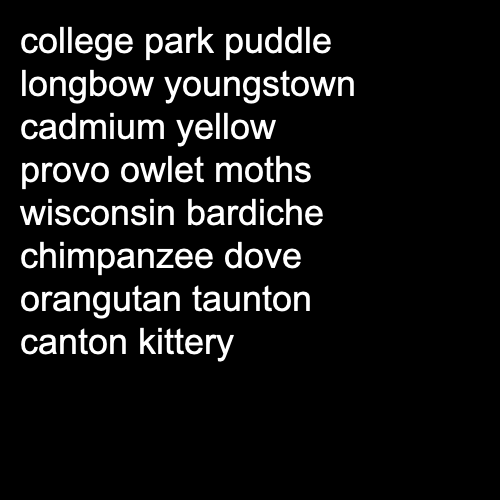 college park puddle
longbow youngstown
cadmium yellow
provo owlet moths
wisconsin bardiche
chimpanzee dove
orangutan taunton
canton kittery